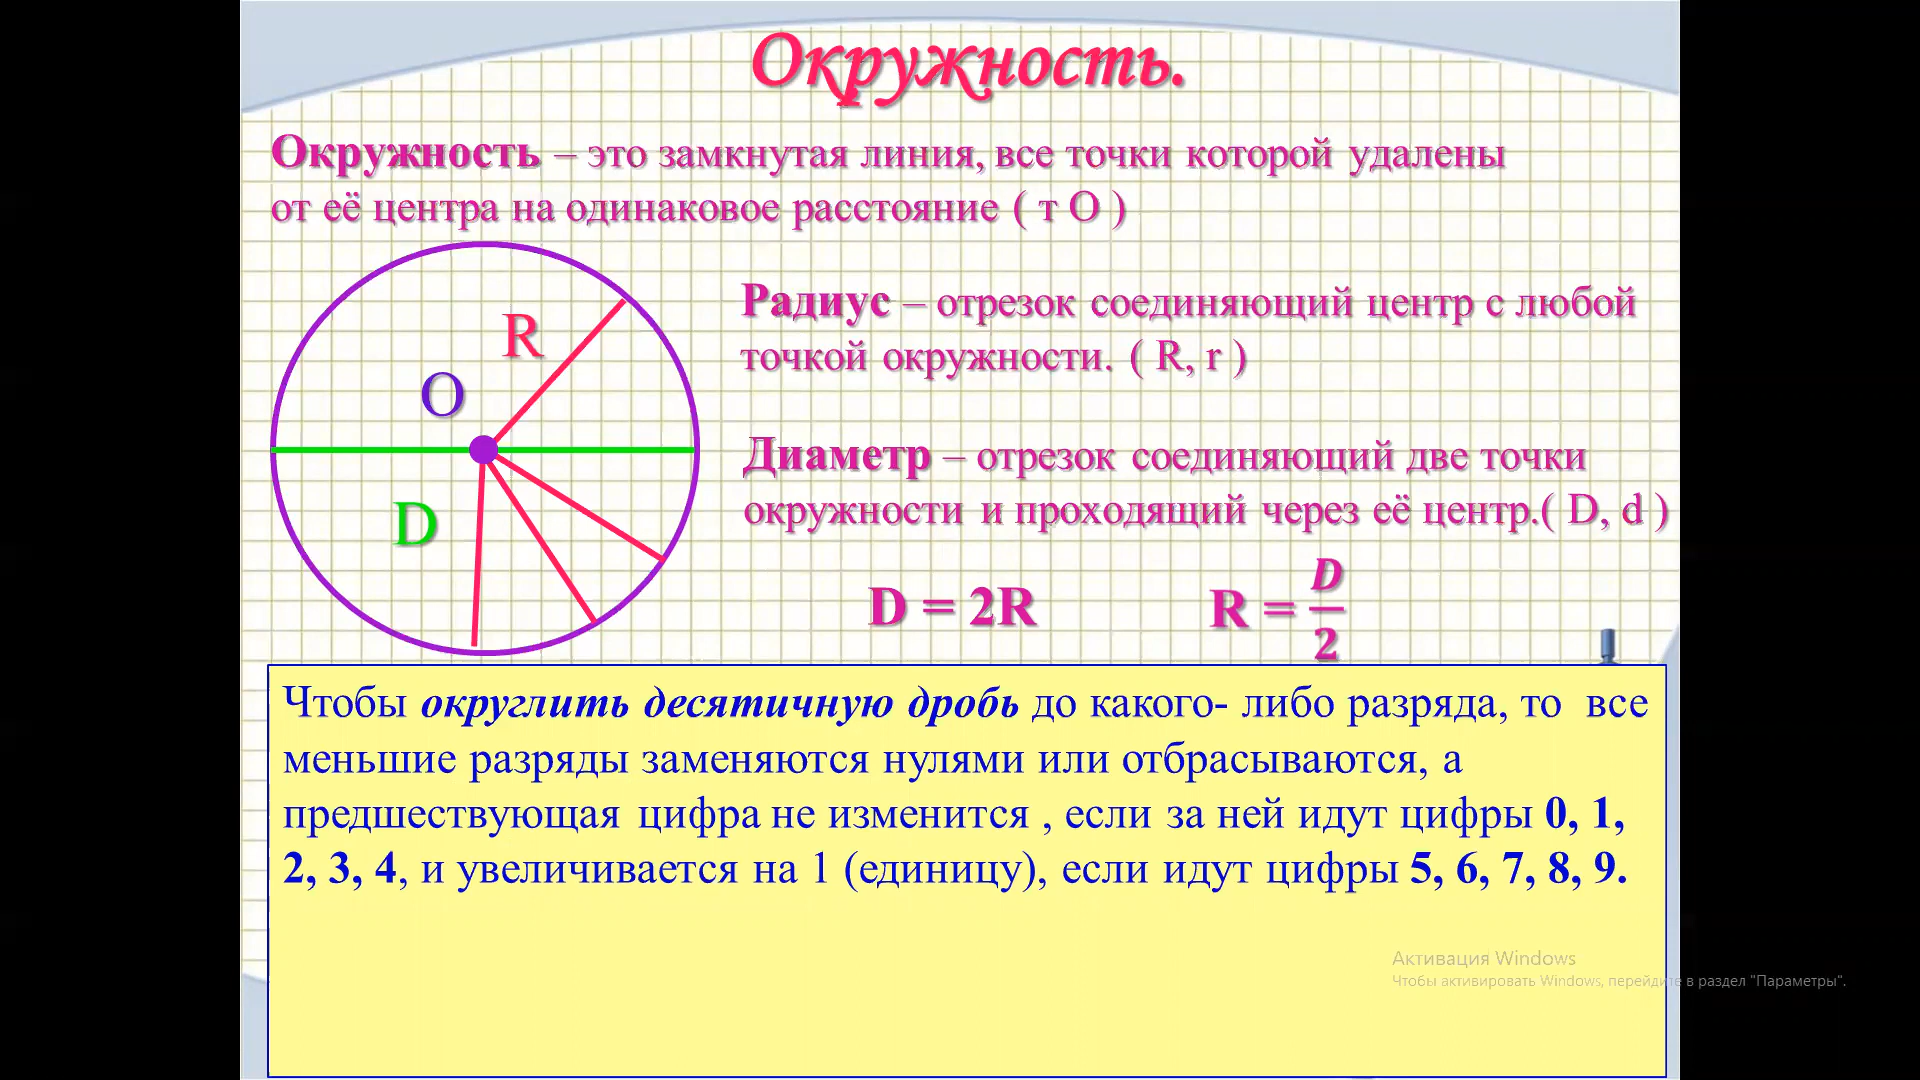 Окружность.
Окружность – это замкнутая линия, все точки которой удалены
от её центра на одинаковое расстояние ( т О )
R
O
D
Радиус – отрезок соединяющий центр с любой
точкой окружности. ( R, r )
Диаметр – отрезок соединяющий две точки
окружности и проходящий через её центр.( D, d )
D = 2R
R = D/2
Чтобы округлить десятичную дробь до какого- либо разряда, то все
меньшие разряды заменяются нулями или отбрасываются, а
предшествующая цифра не изменится , если за ней идут цифры 0, 1,
2, 3, 4, и увеличивается на 1 (единицу), если идут цифры 5, 6, 7, 8, 9.
Активация Windows
Чтобы активировать Windows, перейдите в раздел "Параметры".